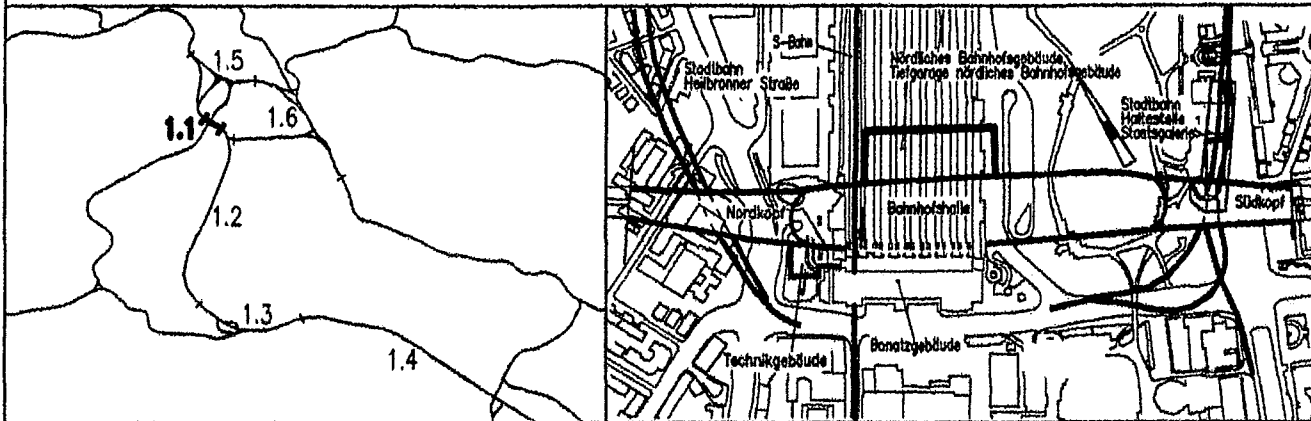 1.5
1.6
1.1
1.2
1.3
1.4
S-Bahn
Nördliches Bahnhofsgebäude,
Tiefgarage nördliches Bahnhofsgebäude
Stadtbahn
Heilbronner Straße
Stadtbahn
Haltestelle
Staatsgalerie
Nordkopf
Bahnhofshalle
Südkopf
Technikgebäude
Bonatzgebäude